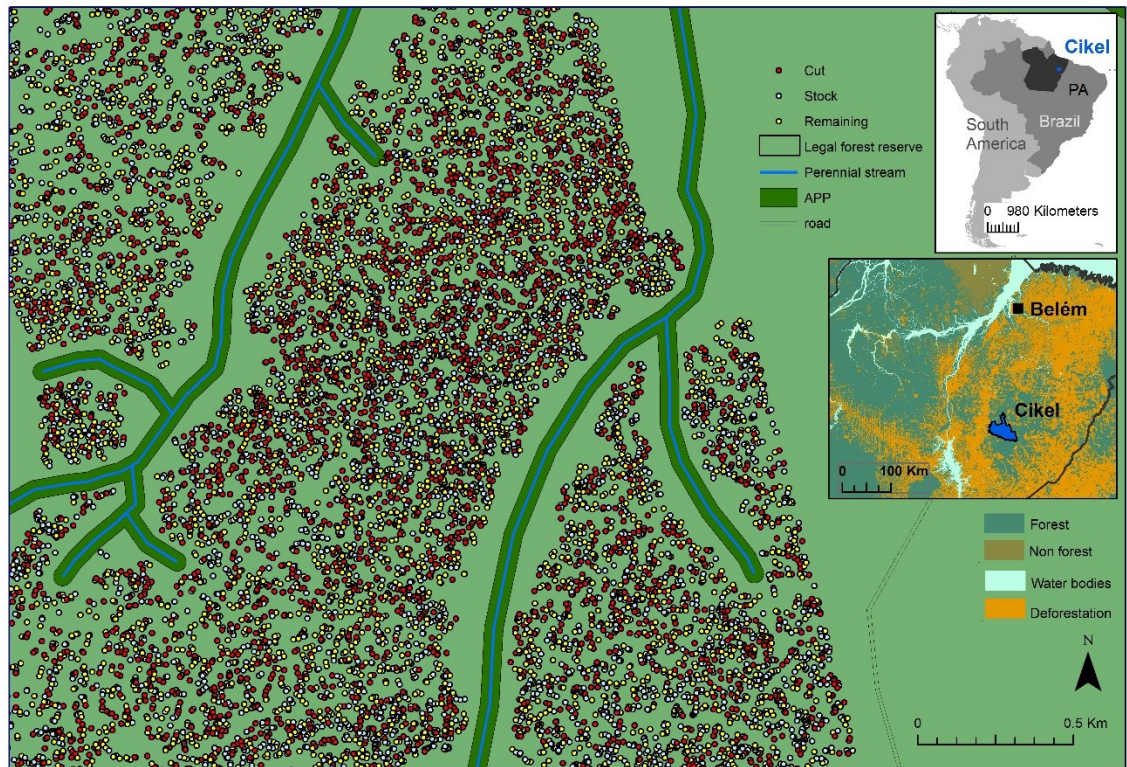 Cut
Stock
Remaining
Legal forest reserve
Perennial stream
APP
road
Cikel
PA
Brazil
South
America
0 980 Kilometers
Belém
Cikel
0 100 Km
Forest
Non forest
Water bodies
Deforestation
N
0 0.5 Km